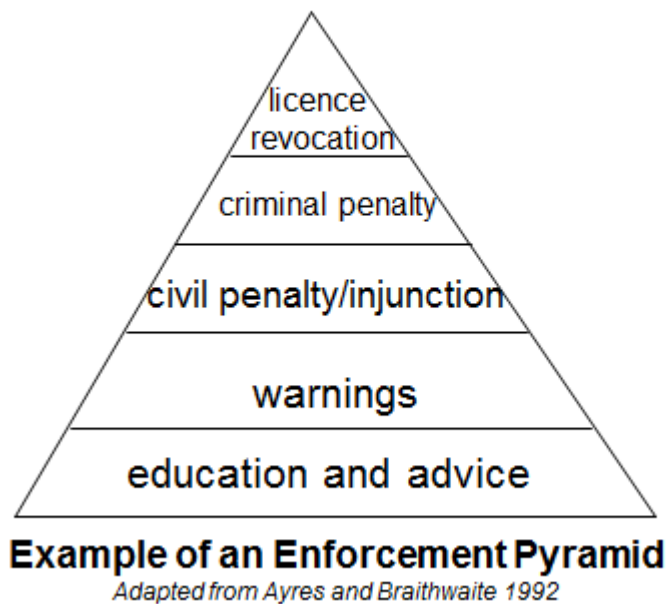 licence
revocation
criminal penalty
civil penalty/injunction
warnings
education and advice
Example of an Enforcement Pyramid
Adapted from Ayres and Braithwaite 1992